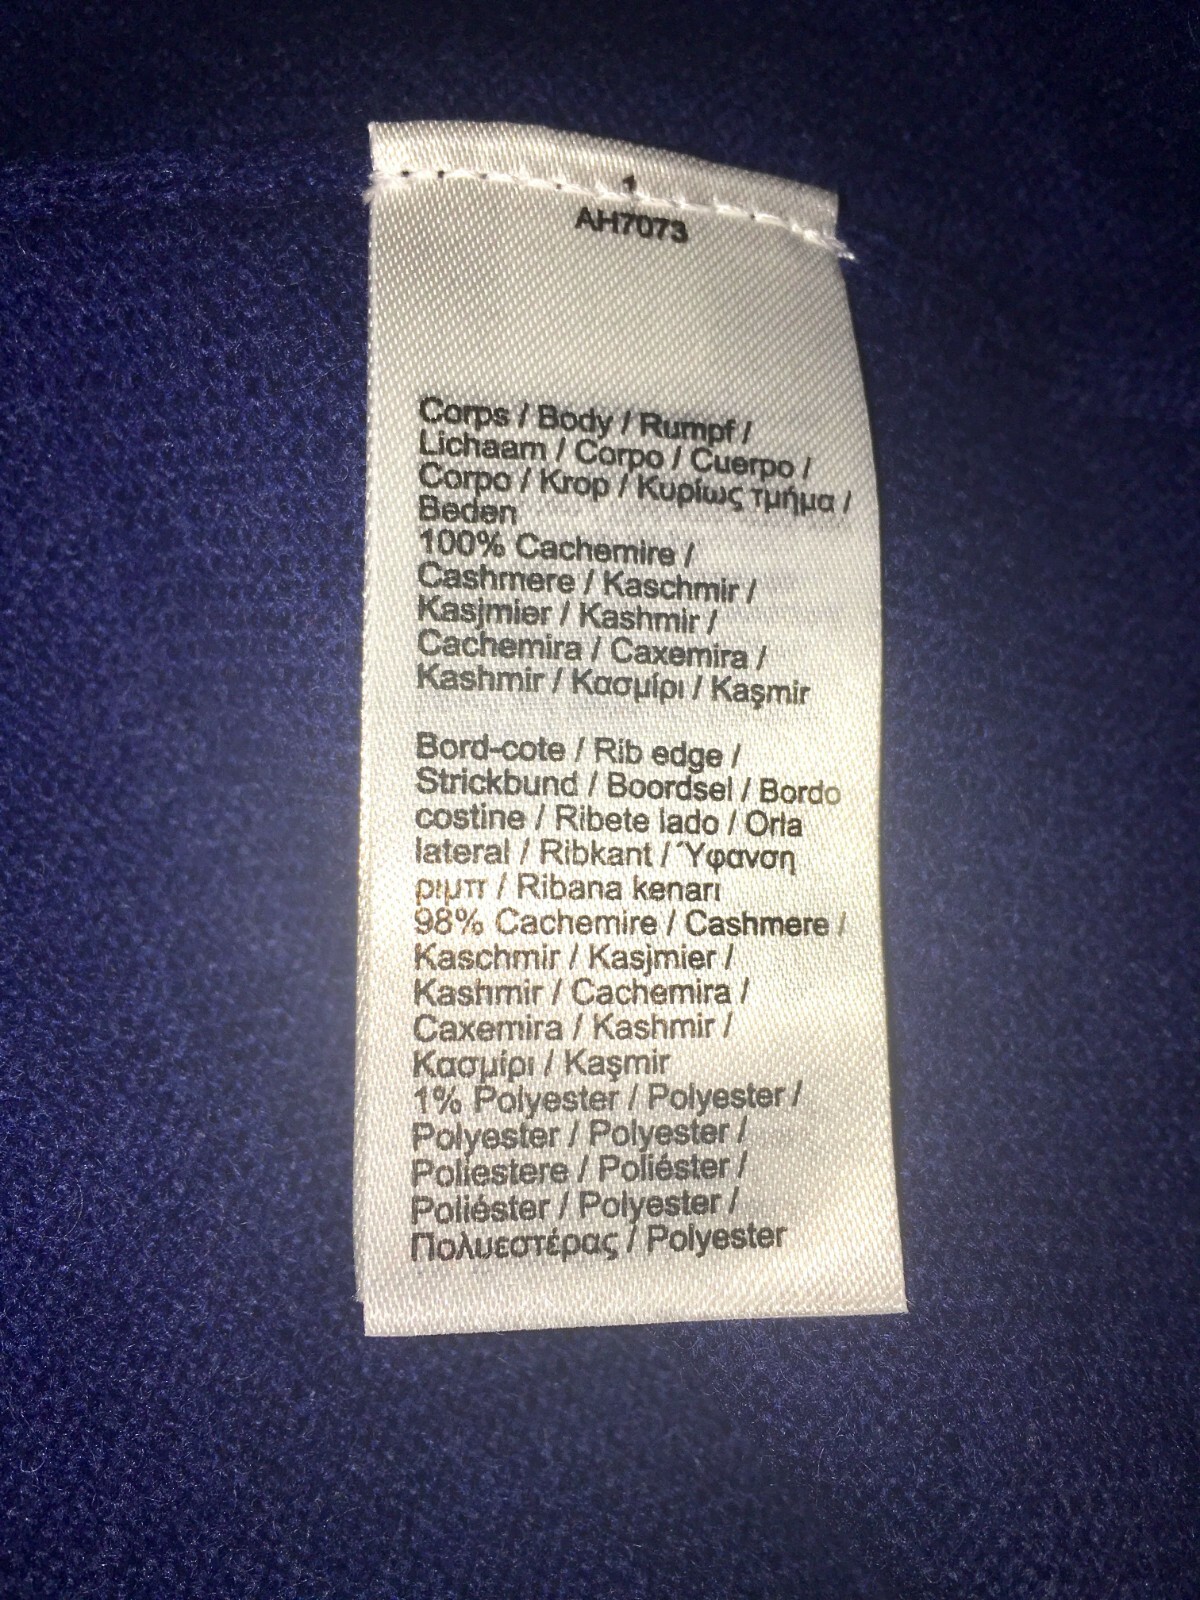 1
AH7073
Corps / Body / Rumpf /
Lichaam / Corpo / Cuerpo /
Corpo / Krop / Κυρίως τμήμα /
Beden
100% Cachemire /
Cashmere / Kaschmir /
Kasjmier / Kashmir /
Cachemira / Caxemira /
Kashmir / Κασμίρι / Kaşmir
Bord-cote / Rib edge /
Strickbund / Boordsel / Bordo
costine / Ribete lado / Orla
lateral / Ribkant / Ύφανση
ριμπ / Ribana kenarı
98% Cachemire / Cashmere /
Kaschmir / Kasjmier /
Kashmir / Cachemira /
Caxemira / Kashmir /
Κασμίρι / Kaşmir
1% Polyester / Polyester /
Polyester / Polyester /
Poliestere / Poliéster /
Poliéster / Polyester /
Πολυεστέρας / Polyester